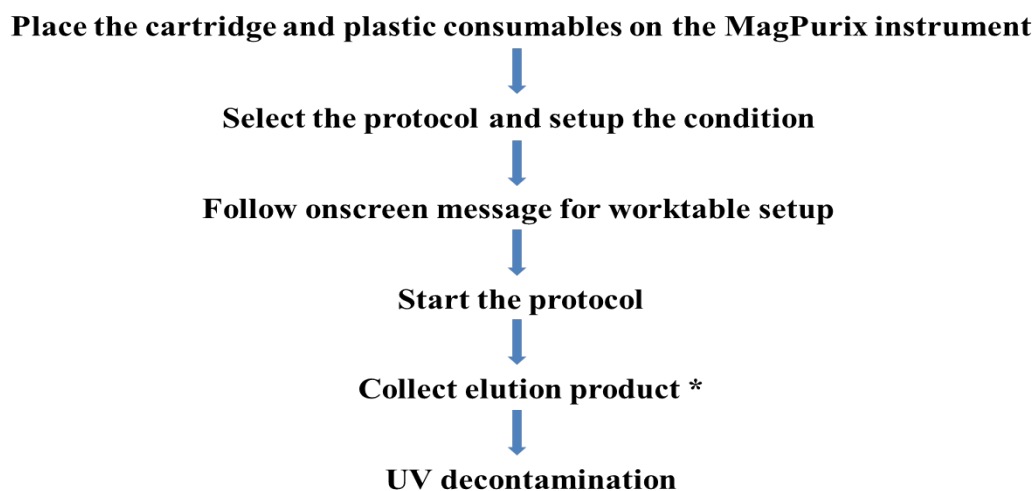 Place the cartridge and plastic consumables on the MagPurix instrument
Select the protocol and setup the condition
Follow onscreen message for worktable setup
Start the protocol
Collect elution product *
UV decontamination